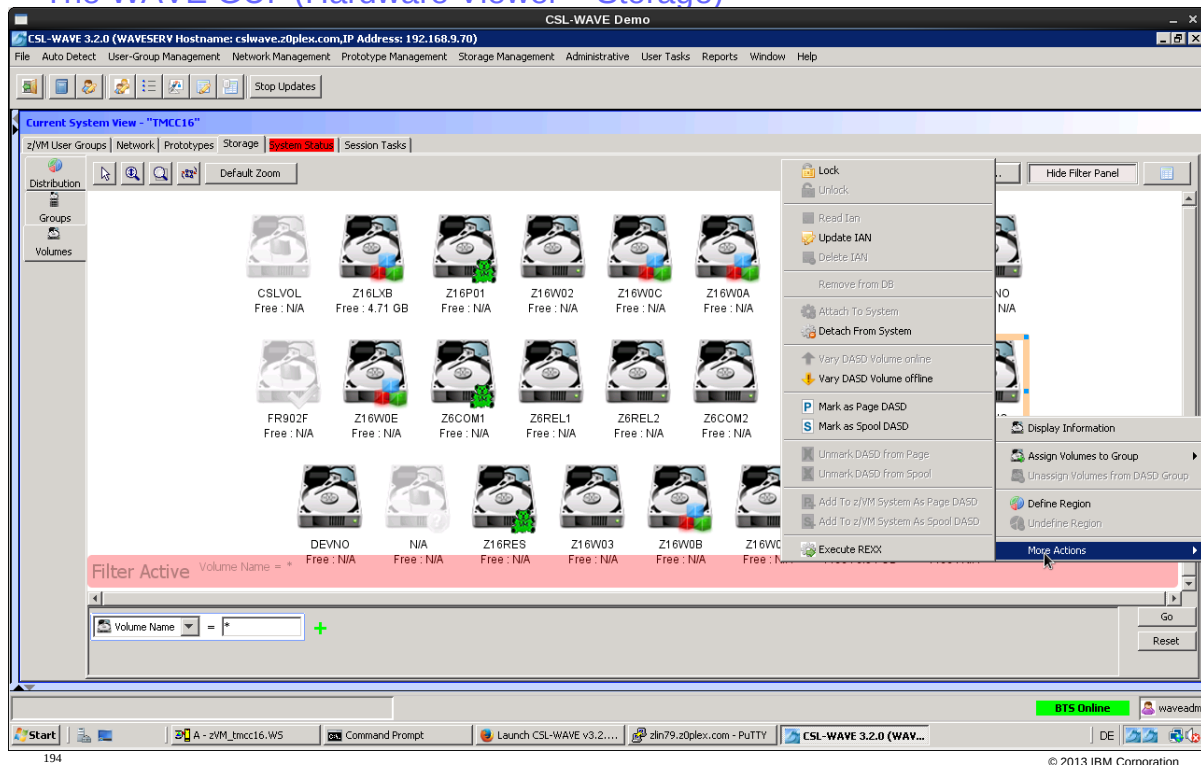 The WAVE GUI (Hardware Viewer – Storage)
CSL-WAVE Demo
CSL-WAVE 3.2.0 (WAVESERV Hostname: cslwave.z0plex.com,IP Address: 192.168.9.70)
File Auto Detect User-Group Management Network Management Prototype Management Storage Management Administrative User Tasks Reports Window Help
Stop Updates
Current System View - "TMCC16"
z/VM User Groups Network Prototypes Storage System Status Session Tasks
Distribution
Groups
Volumes
Default Zoom
... Hide Filter Panel
CSLVOL Z16LXB Z16P01 Z16W02 Z16W0C Z16W0A NO
Free : N/A Free : 4.71 GB Free : N/A Free : N/A Free : N/A Free : N/A N/A
FR902F Z16W0E Z6COM1 Z6REL1 Z6REL2 Z6COM2
Free : N/A Free : N/A Free : N/A Free : N/A Free : N/A Free : N/A
DEVNO N/A Z16RES Z16W03 Z16W0B
Free : N/A Free : N/A Free : N/A Free : N/A Free : N/A
Filter Active Volume Name = *
Lock
Unlock
Read Ian
Update IAN
Delete IAN
Remove from DB
Attach To System
Detach From System
Vary DASD Volume online
Vary DASD Volume offline
P Mark as Page DASD
S Mark as Spool DASD
Unmark DASD from Page
Unmark DASD from Spool
Add To z/VM System As Page DASD
Add To z/VM System As Spool DASD
Execute REXX
Display Information
Assign Volumes to Group
Unassign Volumes from DASD Group
Define Region
Undefine Region
More Actions
Volume Name = * +
Go
Reset
BTS Online waveadm
Start A - zVM_tmcc16.WS Command Prompt Launch CSL-WAVE v3.2.... zlin79.z0plex.com - PuTTY CSL-WAVE 3.2.0 (WAV... DE
194
© 2013 IBM Corporation